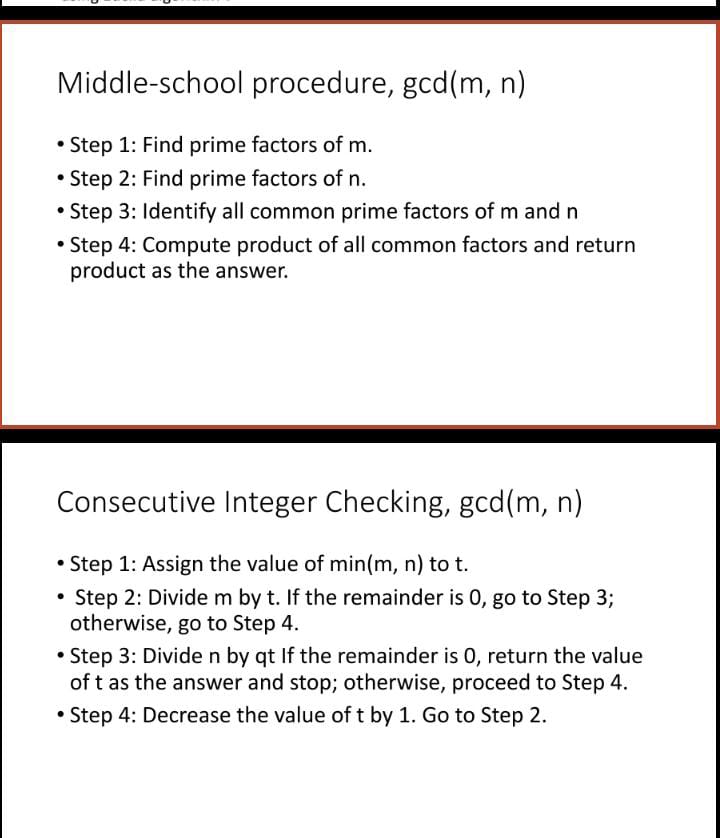 Middle-school procedure, gcd(m, n)
• Step 1: Find prime factors of m.
• Step 2: Find prime factors of n.
• Step 3: Identify all common prime factors of m and n
• Step 4: Compute product of all common factors and return
product as the answer.
Consecutive Integer Checking, gcd(m, n)
• Step 1: Assign the value of min(m, n) to t.
• Step 2: Divide m by t. If the remainder is 0, go to Step 3;
otherwise, go to Step 4.
• Step 3: Divide n by qt If the remainder is 0, return the value
of t as the answer and stop; otherwise, proceed to Step 4.
• Step 4: Decrease the value of t by 1. Go to Step 2.